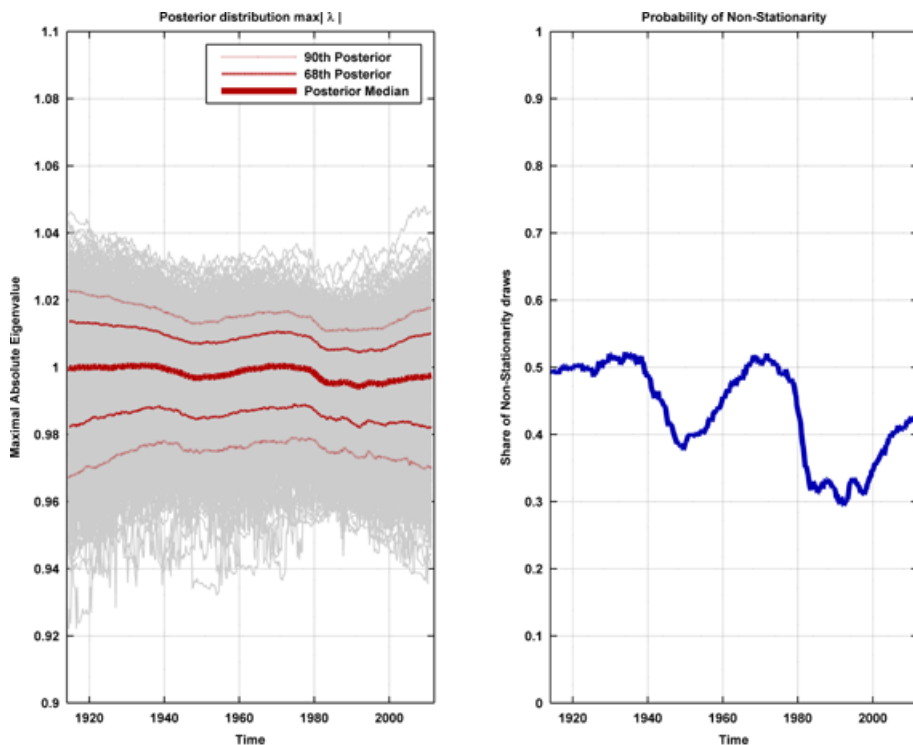 Posterior distribution max| λ |
1.1
1.08
1.06
1.04
1.02
1
0.98
0.96
0.94
0.92
0.9
Maximal Absolute Eigenvalue
90th Posterior
68th Posterior
Posterior Median
1920 1940 1960 1980 2000
Time
Probability of Non-Stationarity
1
0.9
0.8
0.7
0.6
0.5
0.4
0.3
0.2
0.1
0
Share of Non-Stationarity draws
1920 1940 1960 1980 2000
Time